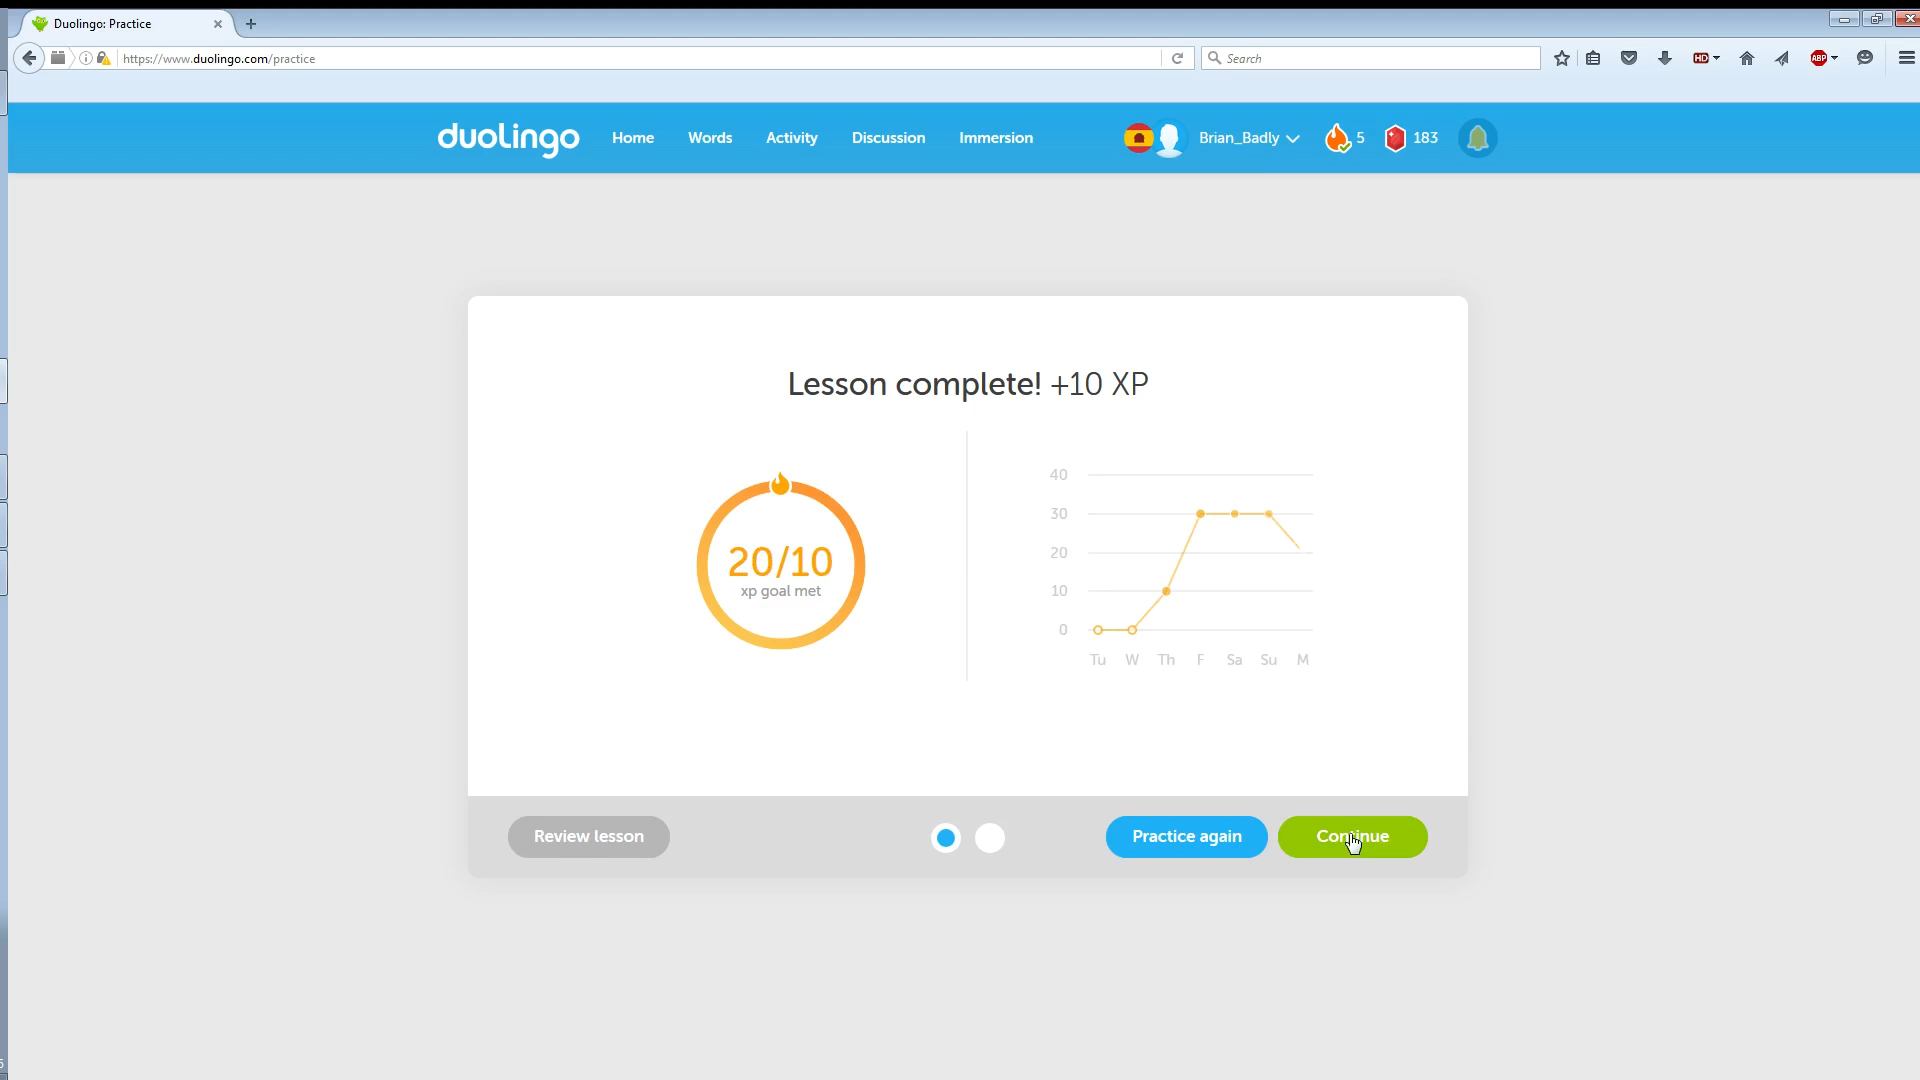 Duolingo: Practice
https://www.duolingo.com/practice
Search
HD
ABP
duolingo
Home
Words
Activity
Discussion
Immersion
Brian_Badly
5
183
Lesson complete! +10 XP
20/10
xp goal met
40
30
20
10
0
Tu W Th F Sa Su M
Review lesson
Practice again
Continue